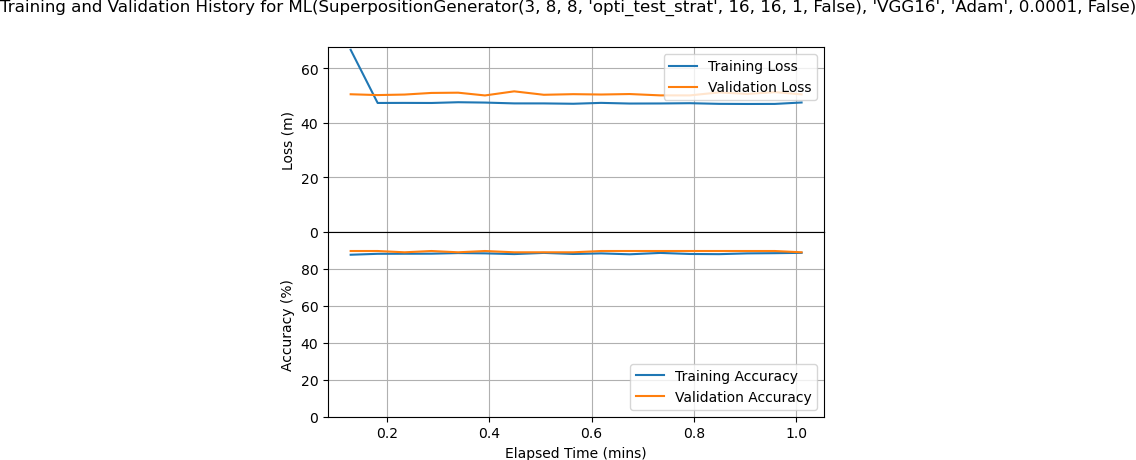 Training and Validation History for ML(SuperpositionGenerator(3, 8, 8, 'opti_test_strat', 16, 16, 1, False), 'VGG16', 'Adam', 0.0001, False)
60
40
20
0
Loss (m)
Training Loss
Validation Loss
80
60
40
20
0
Accuracy (%)
Training Accuracy
Validation Accuracy
0.2 0.4 0.6 0.8 1.0
Elapsed Time (mins)